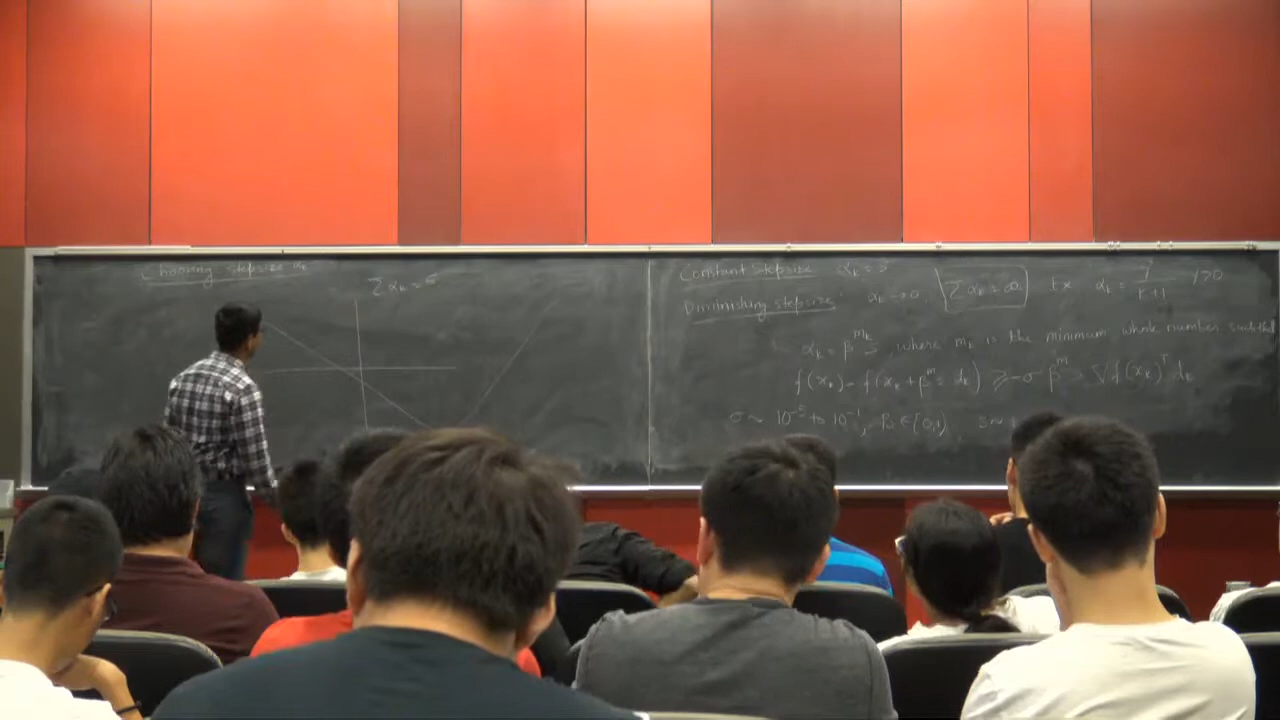 Choosing stepsize αₖ
Σ αₖ = 5
Constant Stepsize αₖ = s
Diminishing stepsize: αₖ → 0, Σ αₖ = ∞ Ex αₖ = γ/(k+1) γ>0
αₖ = β^{mₖ} s, where mₖ is the minimum whole number such that
f(xₖ) - f(xₖ + β^m s dₖ) ≥ -σ β^m s ∇f(xₖ)ᵀ dₖ
σ ~ 10⁻⁵ to 10⁻¹, β ∈ (0,1), s ~ 1